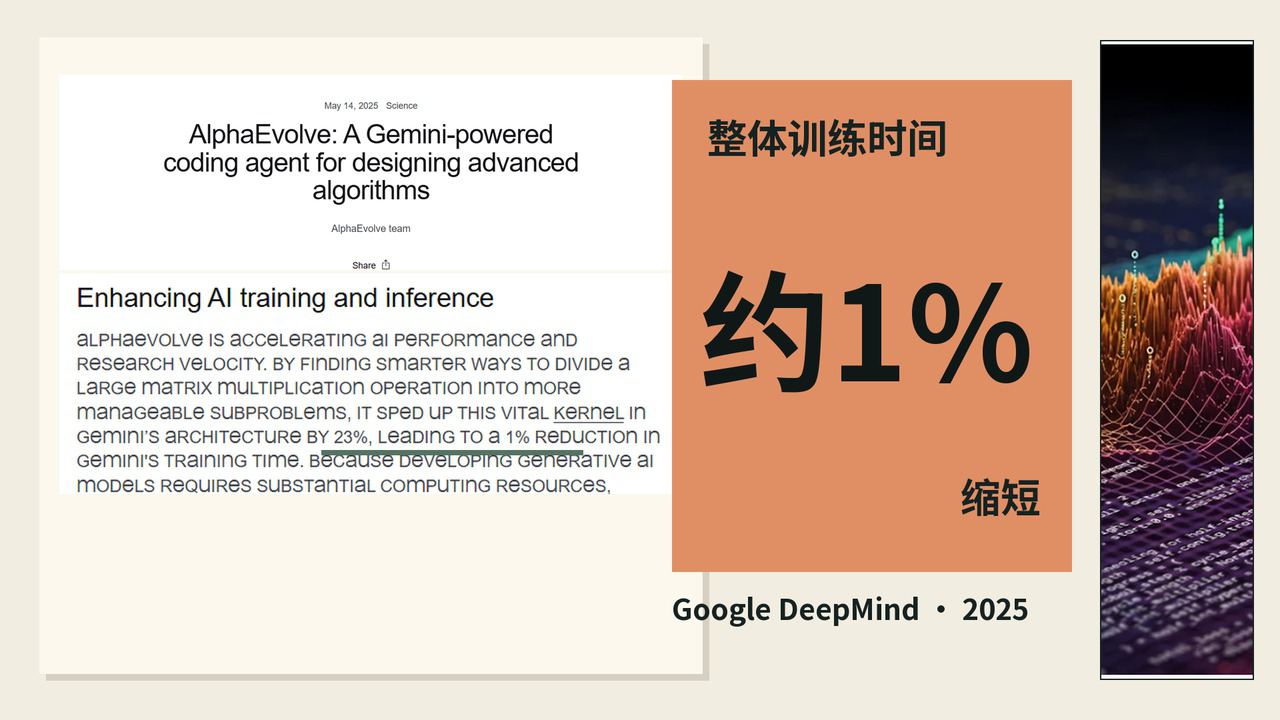 May 14, 2025 Science
AlphaEvolve: A Gemini-powered
coding agent for designing advanced
algorithms
AlphaEvolve team
Share
Enhancing AI training and inference
AlphaEvolve is accelerating AI performance and
research velocity. By finding smarter ways to divide a
large matrix multiplication operation into more
manageable subproblems, it sped up this vital kernel in
Gemini's architecture by 23%, leading to a 1% reduction in
Gemini's training time. Because developing generative AI
models requires substantial computing resources,
整体训练时间
约1%
缩短
Google DeepMind · 2025